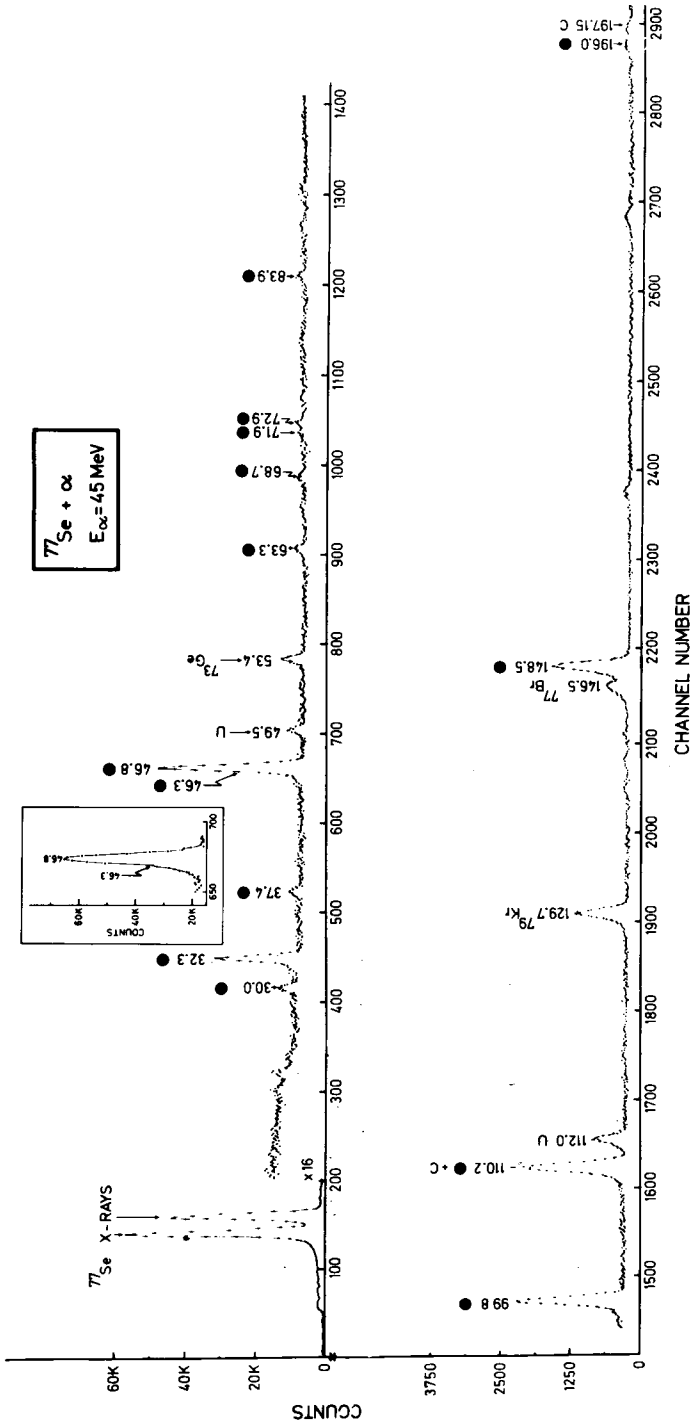 ⁷⁷Se + α
Eα = 45 MeV
COUNTS
60K
40K
20K
0
⁷⁷Se X-RAYS
x 16
30.0
32.3
37.4
46.3
46.8
49.5 U
53.4 ⁷³Ge
63.3
68.7
71.9
72.9
83.9
100
200
300
400
500
600
700
800
900
1000
1100
1200
1300
1400
COUNTS
60K
40K
20K
46.3
46.8
650
700
3750
2500
1250
0
99.8
110.2 + C
112.0 U
129.7 ⁷⁹Kr
146.5 ⁷⁷Br
148.5
196.0
197.15 C
1500
1600
1700
1800
1900
2000
2100
2200
2300
2400
2500
2600
2700
2800
2900
CHANNEL NUMBER